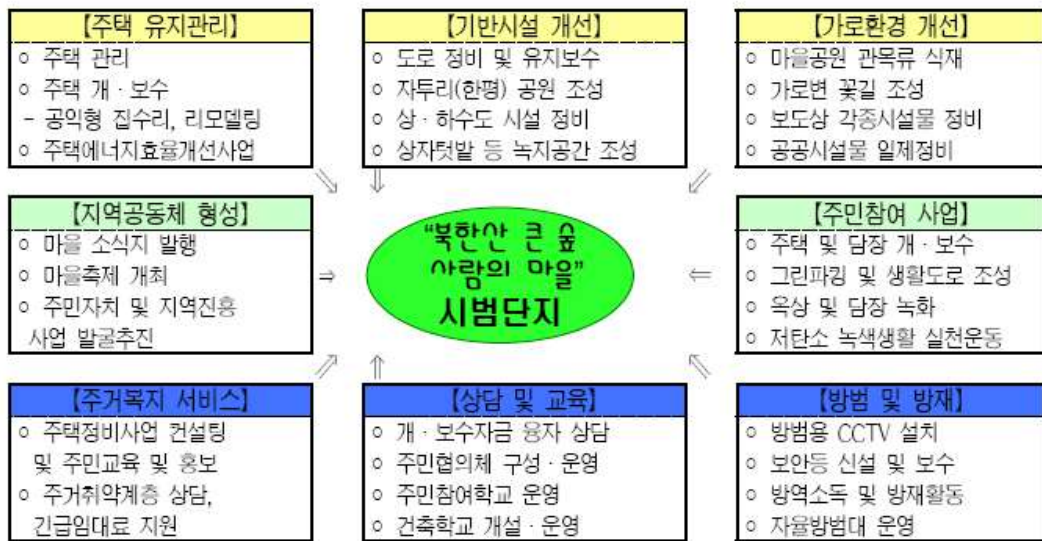 【주택 유지관리】
○ 주택 관리
○ 주택 개·보수
- 공익형 집수리, 리모델링
○ 주택에너지효율개선사업
【기반시설 개선】
○ 도로 정비 및 유지보수
○ 자투리(한평) 공원 조성
○ 상·하수도 시설 정비
○ 상자텃밭 등 녹지공간 조성
【가로환경 개선】
○ 마을공원 관목류 식재
○ 가로변 꽃길 조성
○ 보도상 각종시설물 정비
○ 공공시설물 일제정비
【지역공동체 형성】
○ 마을 소식지 발행
○ 마을축제 개최
○ 주민자치 및 지역진흥
사업 발굴추진
“북한산 큰 숲
사람의 마을”
시범단지
【주민참여 사업】
○ 주택 및 담장 개·보수
○ 그린파킹 및 생활도로 조성
○ 옥상 및 담장 녹화
○ 저탄소 녹색생활 실천운동
【주거복지 서비스】
○ 주택정비사업 컨설팅
및 주민교육 및 홍보
○ 주거취약계층 상담,
긴급임대료 지원
【상담 및 교육】
○ 개·보수자금 융자 상담
○ 주민협의체 구성·운영
○ 주민참여학교 운영
○ 건축학교 개설·운영
【방범 및 방재】
○ 방범용 CCTV 설치
○ 보안등 신설 및 보수
○ 방역소독 및 방재활동
○ 자율방범대 운영